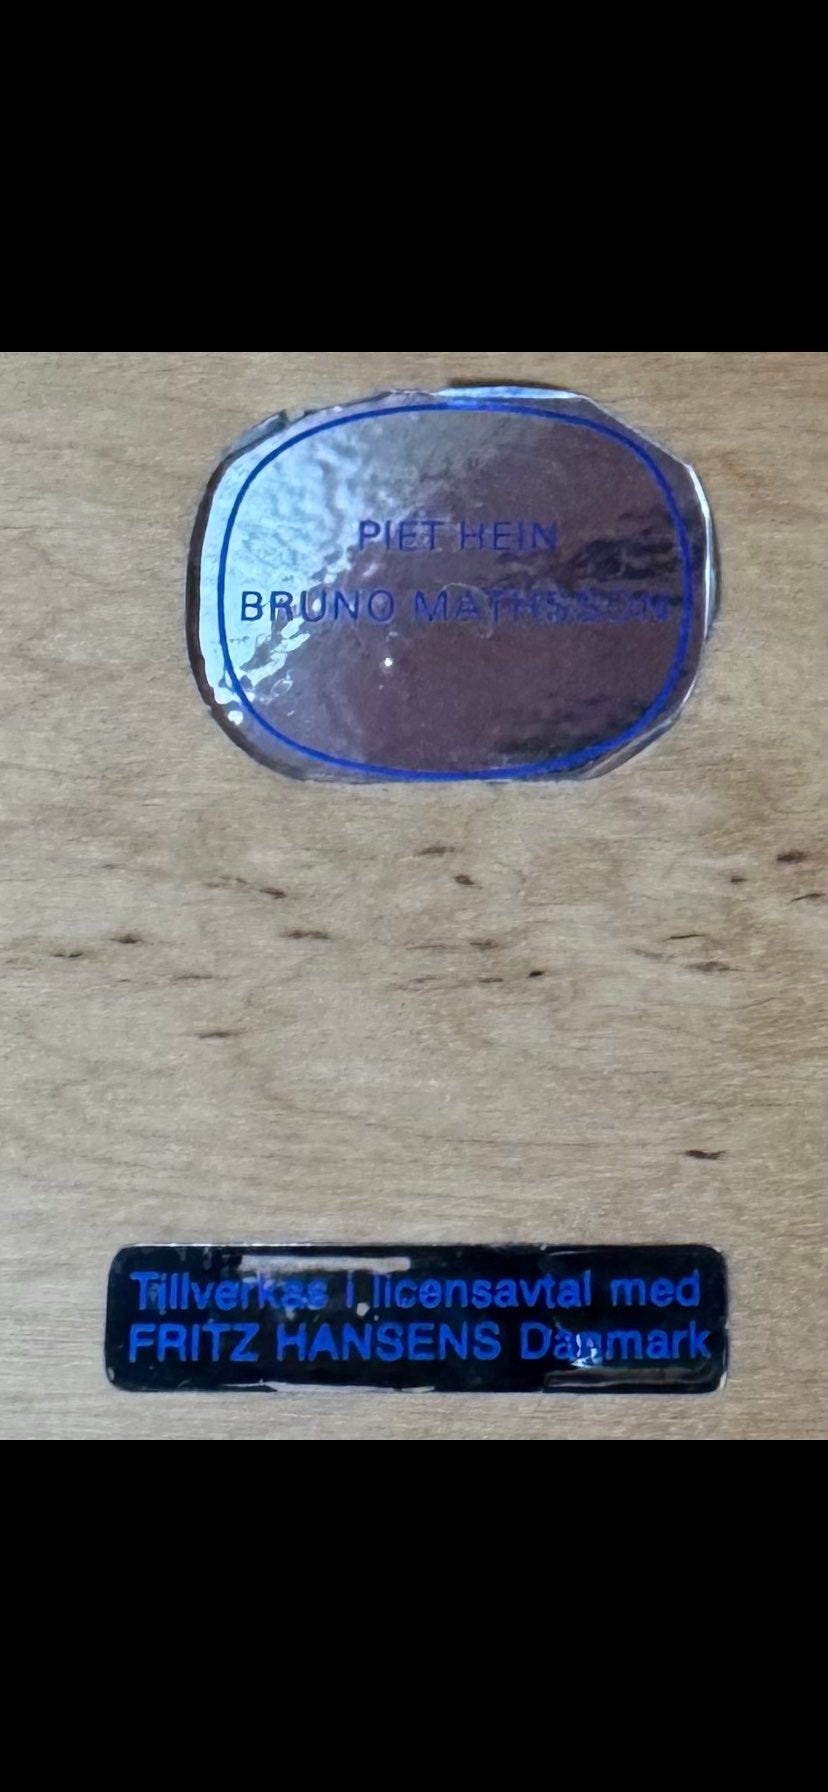 PIET HEIN
BRUNO MATHSSON
Tillverkas i licensavtal med
FRITZ HANSENS Danmark